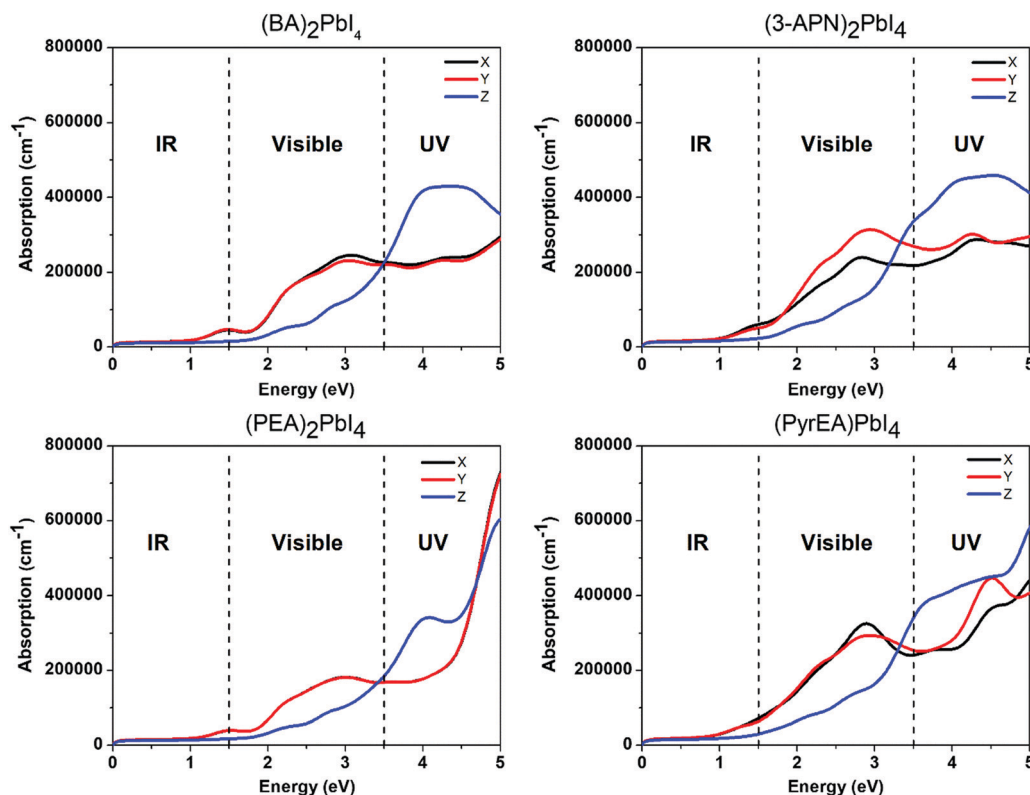 (BA)₂PbI₄
800000
600000
400000
200000
0
Absorption (cm⁻¹)
IR
Visible
UV
X
Y
Z
0 1 2 3 4 5
Energy (eV)
(3-APN)₂PbI₄
800000
600000
400000
200000
0
Absorption (cm⁻¹)
IR
Visible
UV
X
Y
Z
0 1 2 3 4 5
Energy (eV)
(PEA)₂PbI₄
800000
600000
400000
200000
0
Absorption (cm⁻¹)
IR
Visible
UV
X
Y
Z
0 1 2 3 4 5
Energy (eV)
(PyrEA)PbI₄
800000
600000
400000
200000
0
Absorption (cm⁻¹)
IR
Visible
UV
X
Y
Z
0 1 2 3 4 5
Energy (eV)